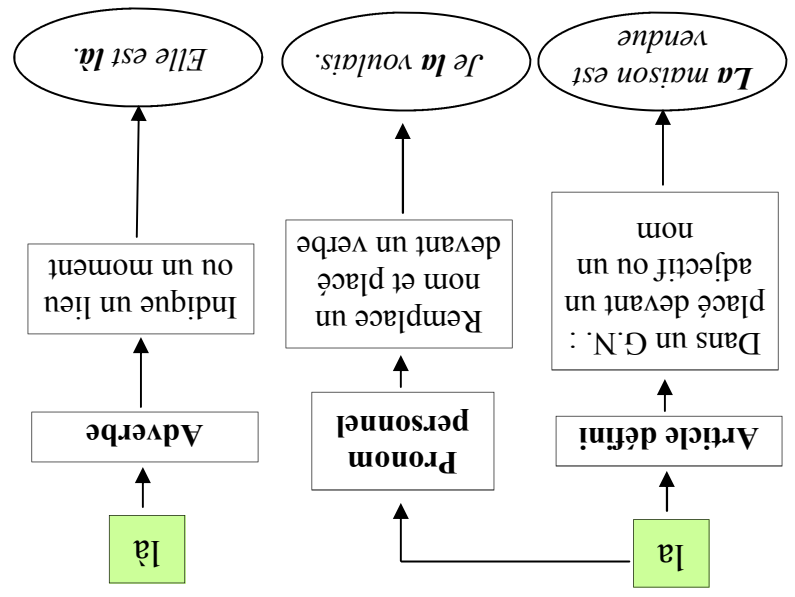 la
Article défini
Dans un G.N. :
placé devant un
adjectif ou un
nom
La maison est
vendue
Pronom
personnel
Remplace un
nom et placé
devant un verbe
Je la voulais.
là
Adverbe
Indique un lieu
ou un moment
Elle est là.